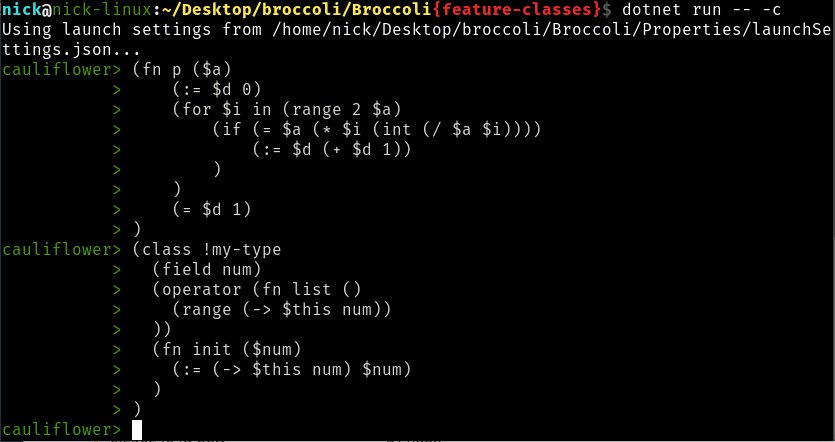 nick@nick-linux:~/Desktop/broccoli/Broccoli{feature-classes}$ dotnet run -- -c
Using launch settings from /home/nick/Desktop/broccoli/Broccoli/Properties/launchSe
ttings.json...
cauliflower> (fn p ($a)
           >     (:= $d 0)
           >     (for $i in (range 2 $a)
           >         (if (= $a (* $i (int (/ $a $i))))
           >             (:= $d (+ $d 1))
           >         )
           >     )
           >     (= $d 1)
           > )
cauliflower> (class !my-type
           >   (field num)
           >   (operator (fn list ()
           >     (range (-> $this num))
           >   ))
           >   (fn init ($num)
           >     (:= (-> $this num) $num)
           >   )
           > )
cauliflower>